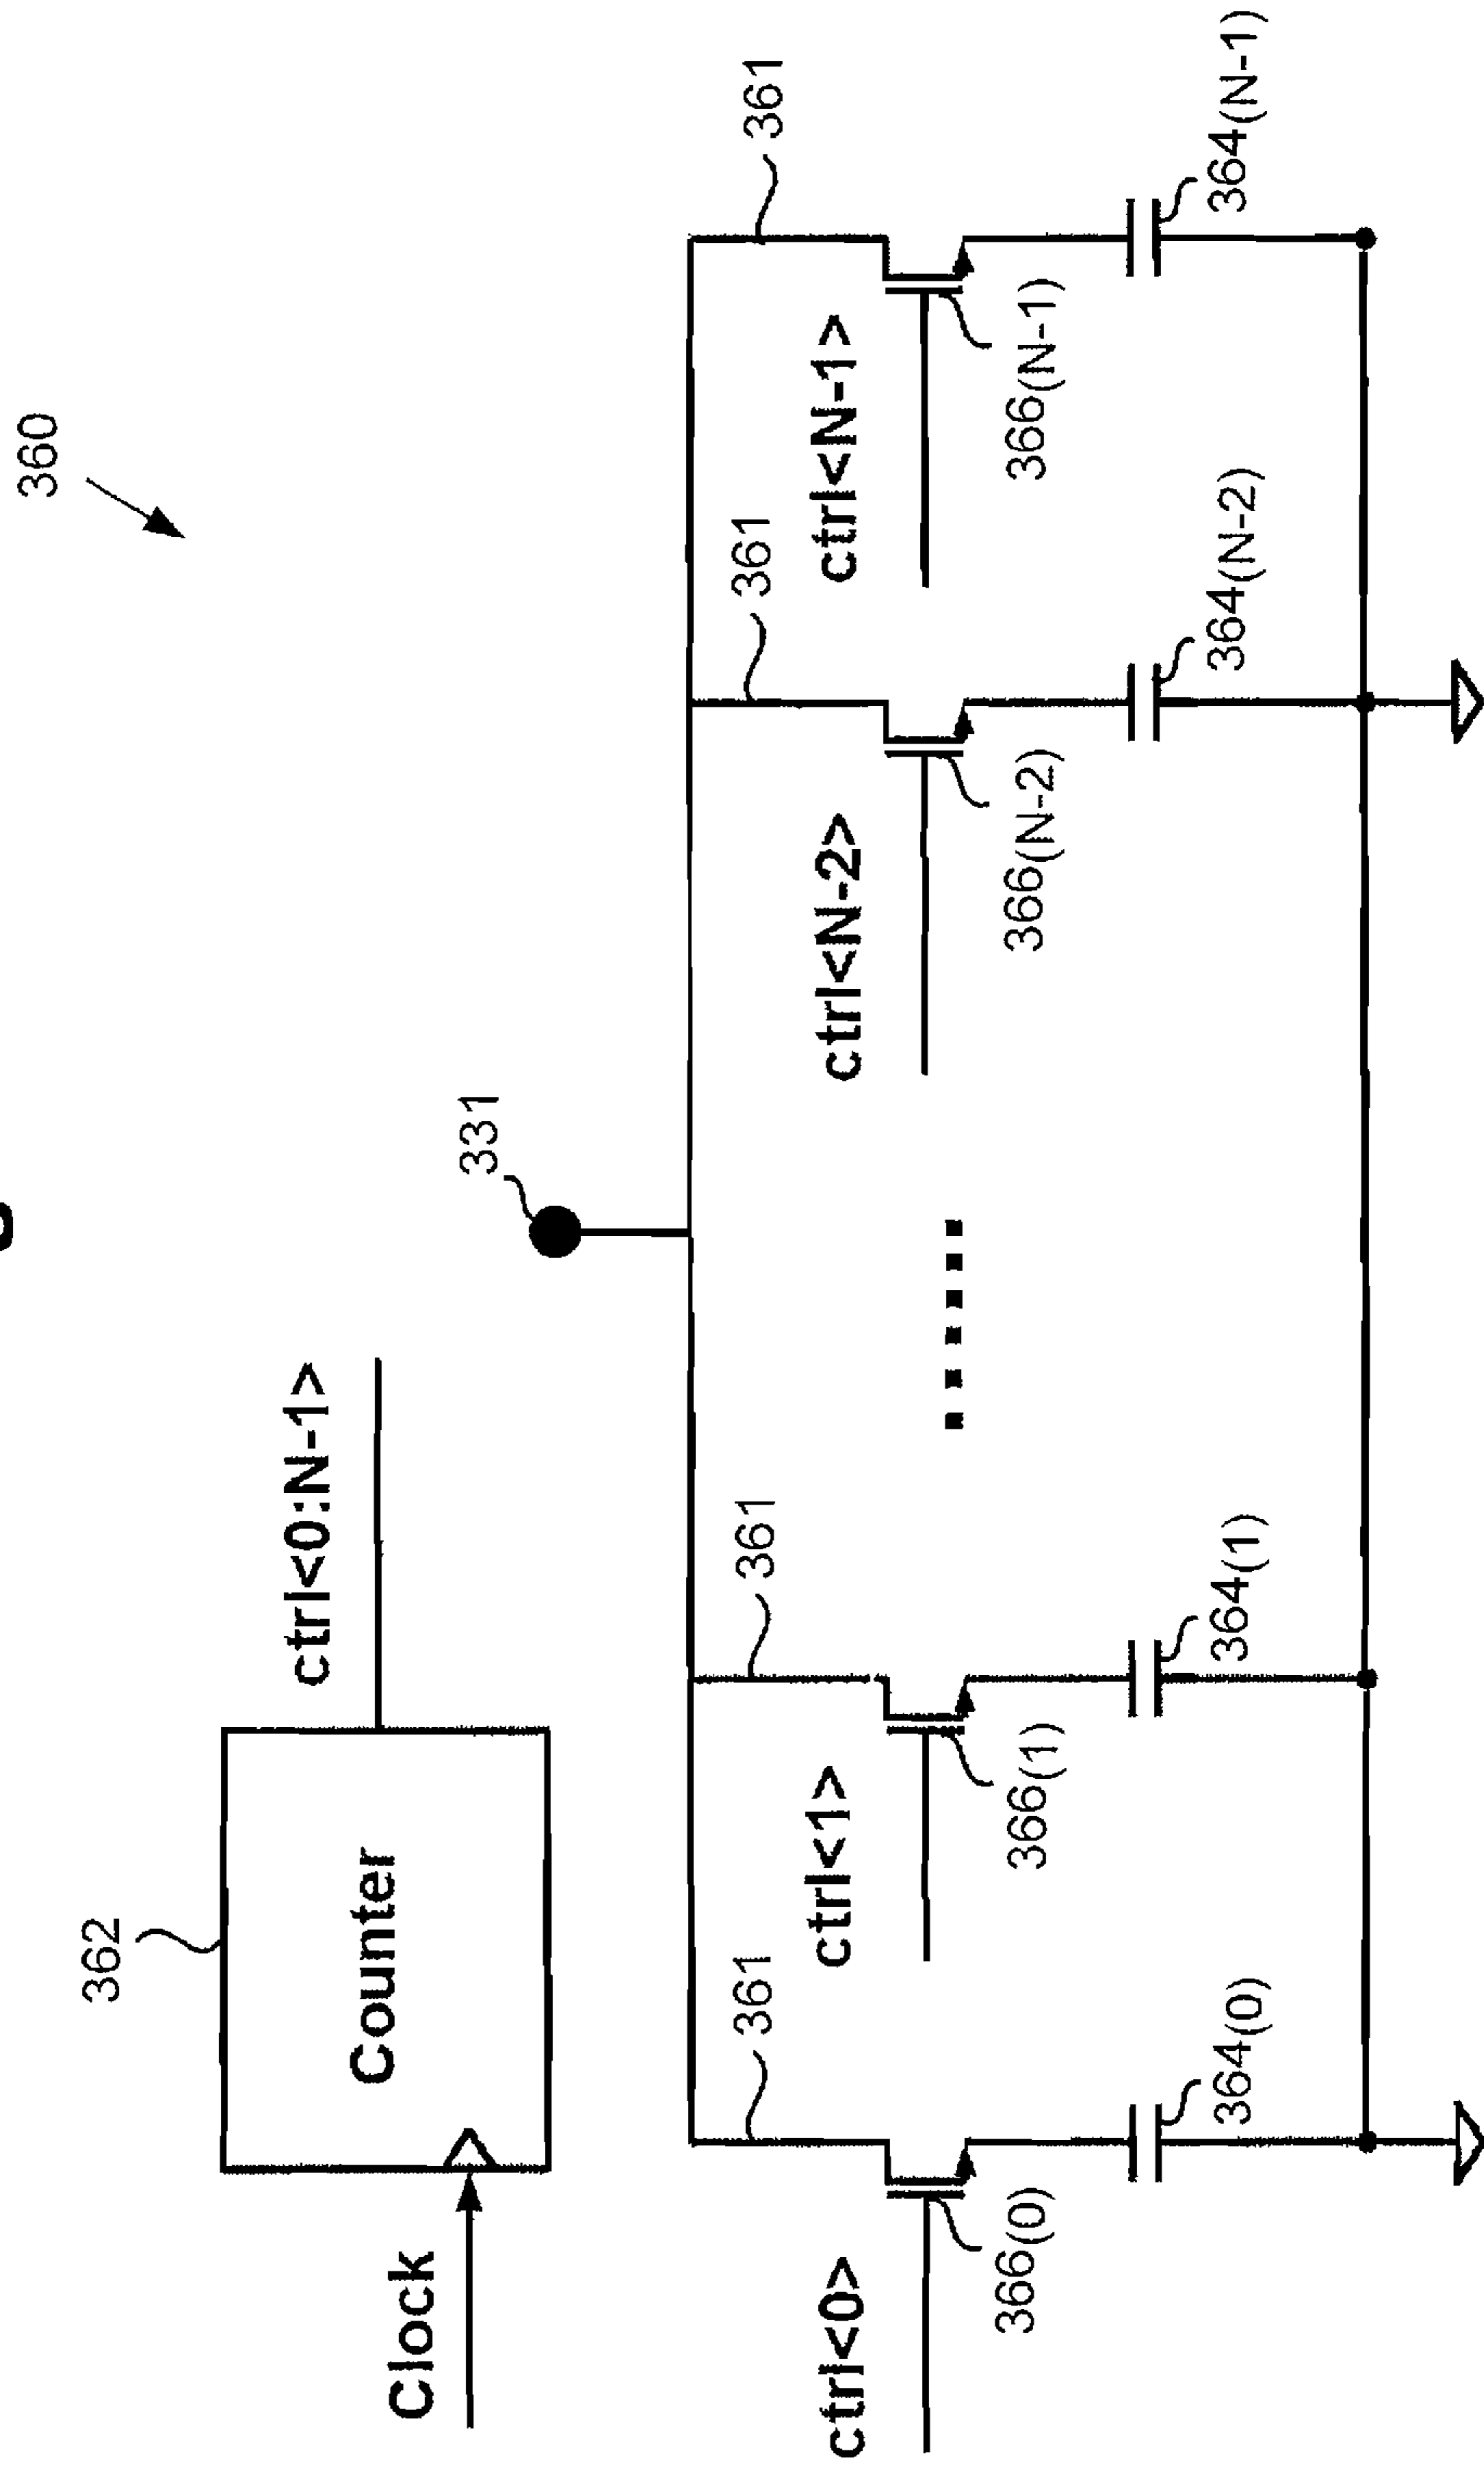 360
362
Clock
Counter
ctrl<0:N-1>
331
361
361
361
361
ctrl<0>
ctrl<1>
ctrl<N-2>
ctrl<N-1>
366(0)
366(1)
366(N-2)
366(N-1)
364(0)
364(1)
364(N-2)
364(N-1)